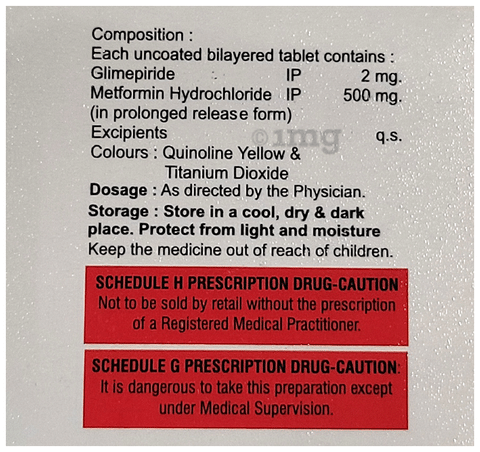 Composition :
Each uncoated bilayered tablet contains :
Glimepiride IP 2 mg.
Metformin Hydrochloride IP 500 mg.
(in prolonged release form)
Excipients q.s.
©1mg
Colours : Quinoline Yellow &
Titanium Dioxide
Dosage : As directed by the Physician.
Storage : Store in a cool, dry & dark
place. Protect from light and moisture
Keep the medicine out of reach of children.
SCHEDULE H PRESCRIPTION DRUG-CAUTION
Not to be sold by retail without the prescription
of a Registered Medical Practitioner.
SCHEDULE G PRESCRIPTION DRUG-CAUTION:
It is dangerous to take this preparation except
under Medical Supervision.